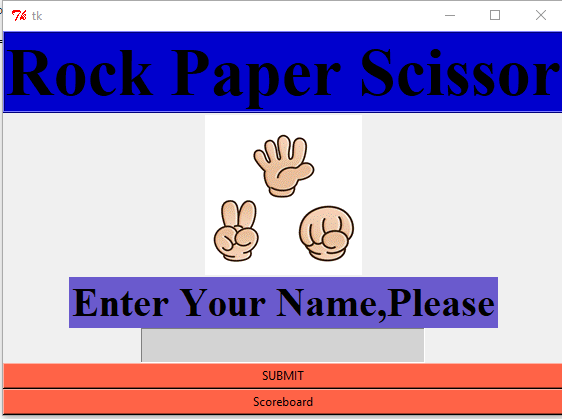 tk
Rock Paper Scissor
Enter Your Name,Please
SUBMIT
Scoreboard